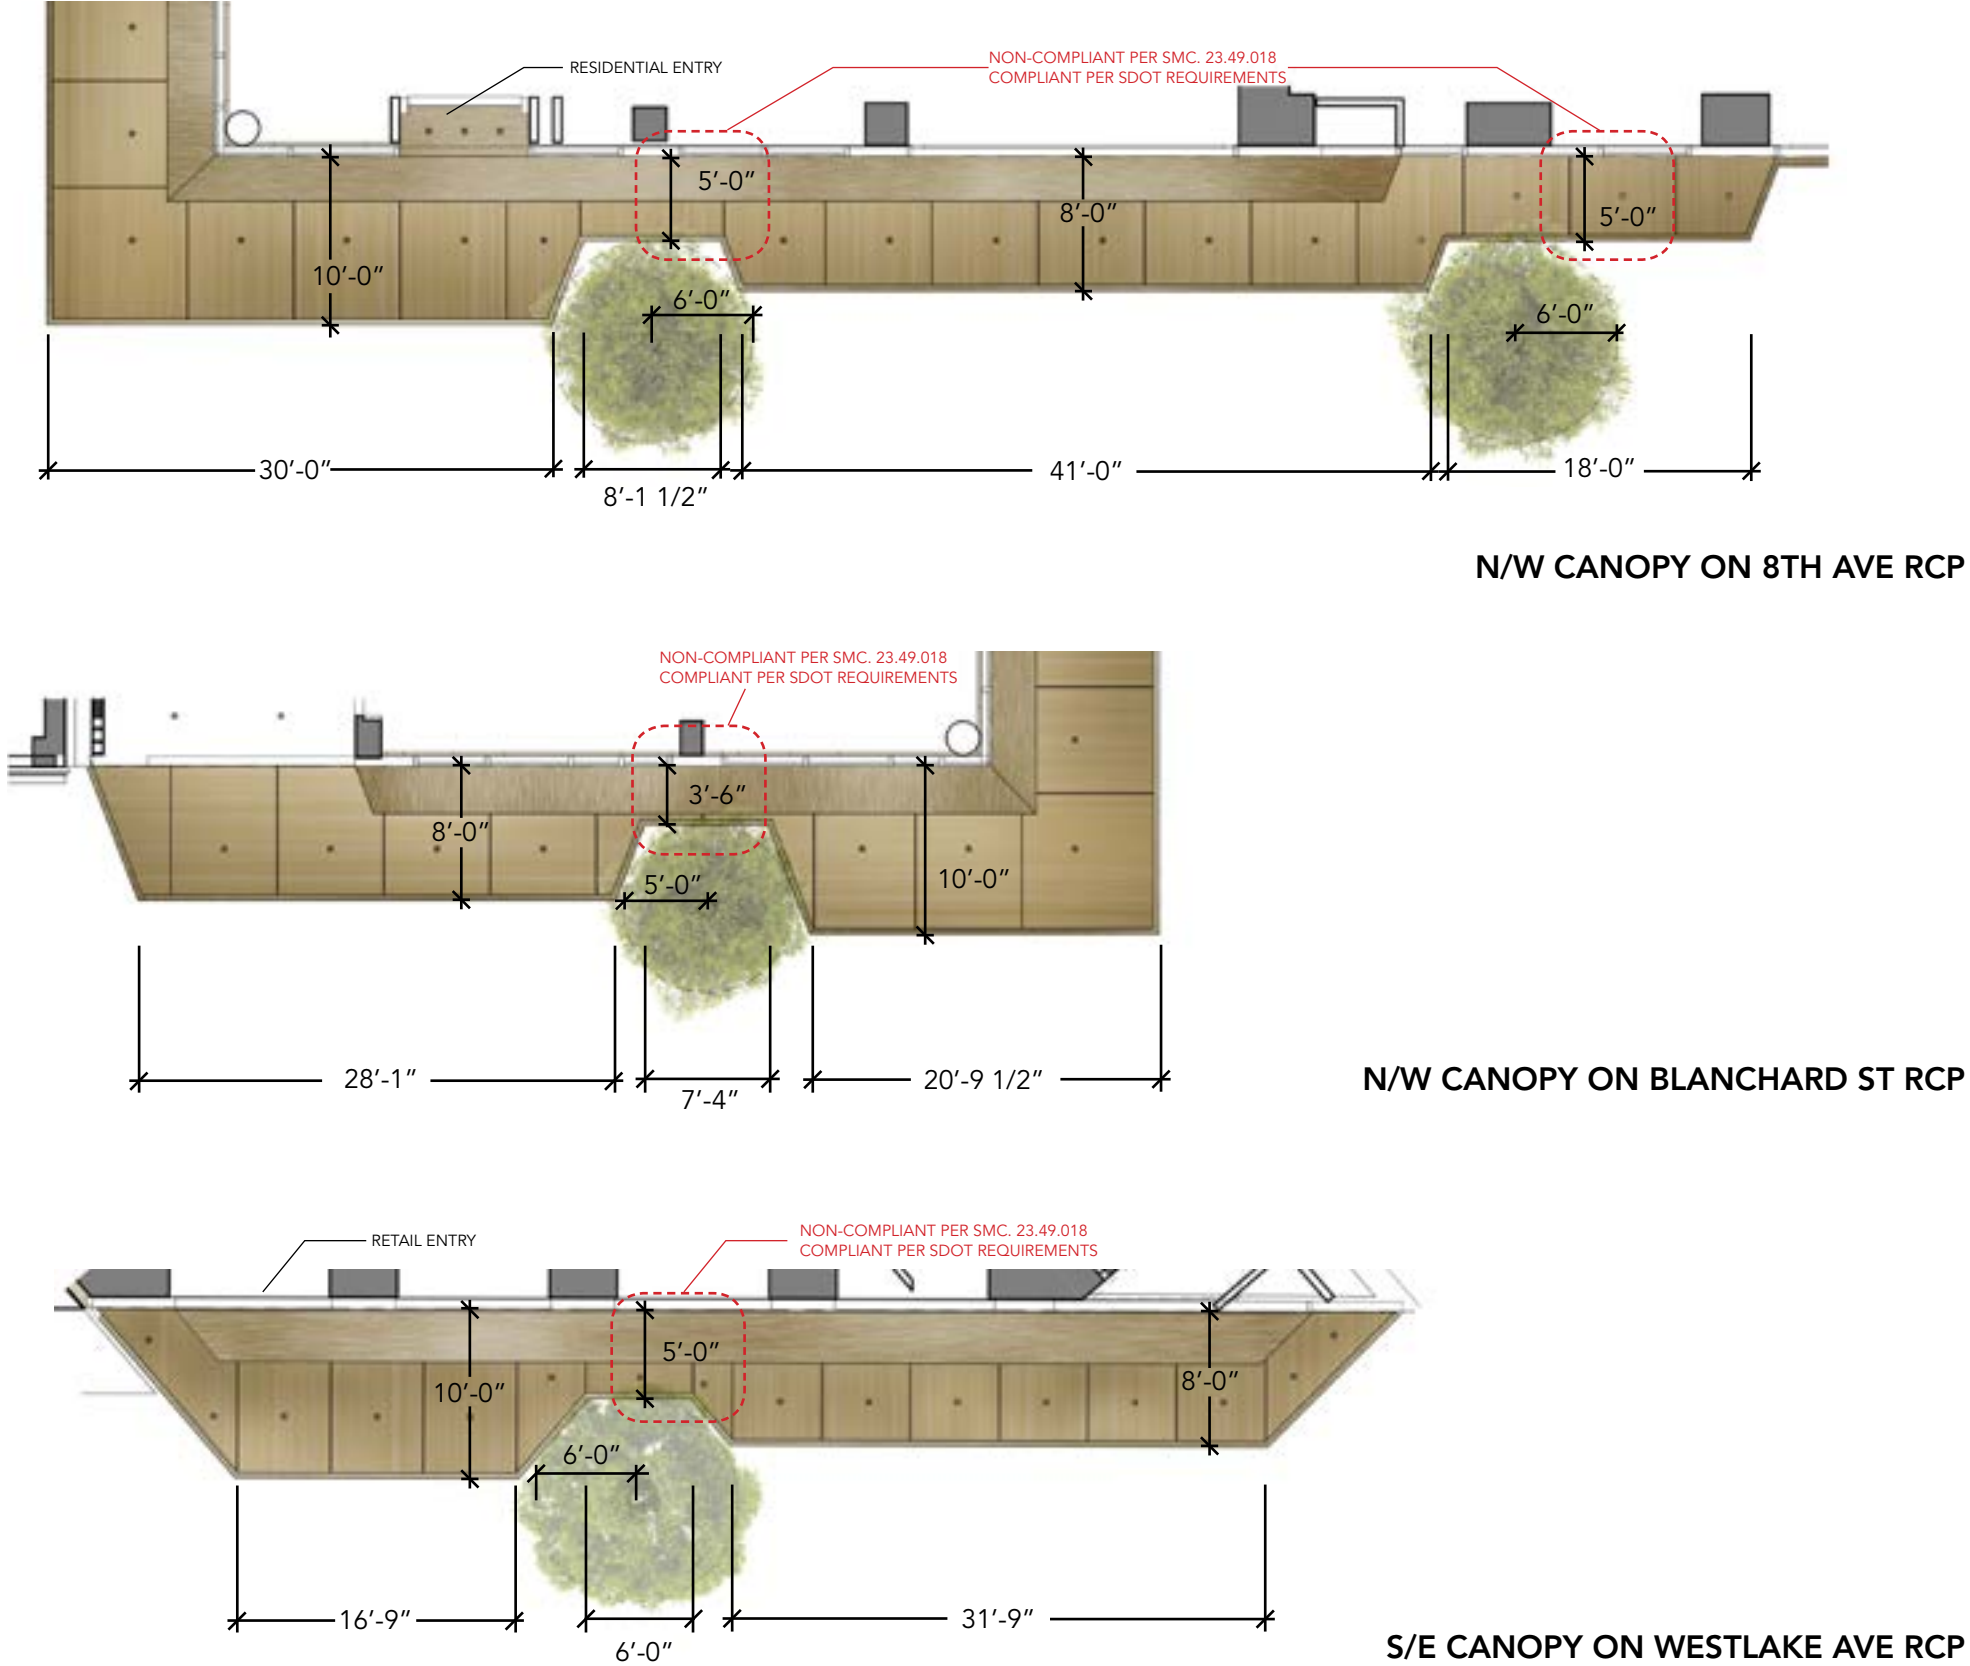 NON-COMPLIANT PER SMC. 23.49.018
COMPLIANT PER SDOT REQUIREMENTS
RESIDENTIAL ENTRY
5'-0"
8'-0"
5'-0"
10'-0"
6'-0"
6'-0"
30'-0"
8'-1 1/2"
41'-0"
18'-0"
N/W CANOPY ON 8TH AVE RCP
NON-COMPLIANT PER SMC. 23.49.018
COMPLIANT PER SDOT REQUIREMENTS
3'-6"
8'-0"
5'-0"
10'-0"
28'-1"
7'-4"
20'-9 1/2"
N/W CANOPY ON BLANCHARD ST RCP
RETAIL ENTRY
NON-COMPLIANT PER SMC. 23.49.018
COMPLIANT PER SDOT REQUIREMENTS
5'-0"
10'-0"
8'-0"
6'-0"
16'-9"
6'-0"
31'-9"
S/E CANOPY ON WESTLAKE AVE RCP